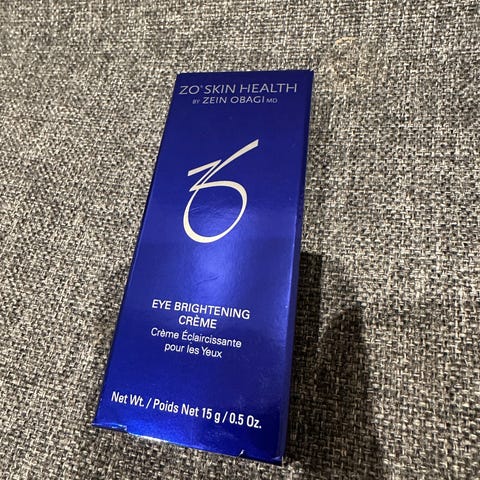 ZO® SKIN HEALTH
BY ZEIN OBAGI MD
EYE BRIGHTENING
CRÈME
Crème Éclaircissante
pour les Yeux
Net Wt. / Poids Net 15 g / 0.5 Oz.